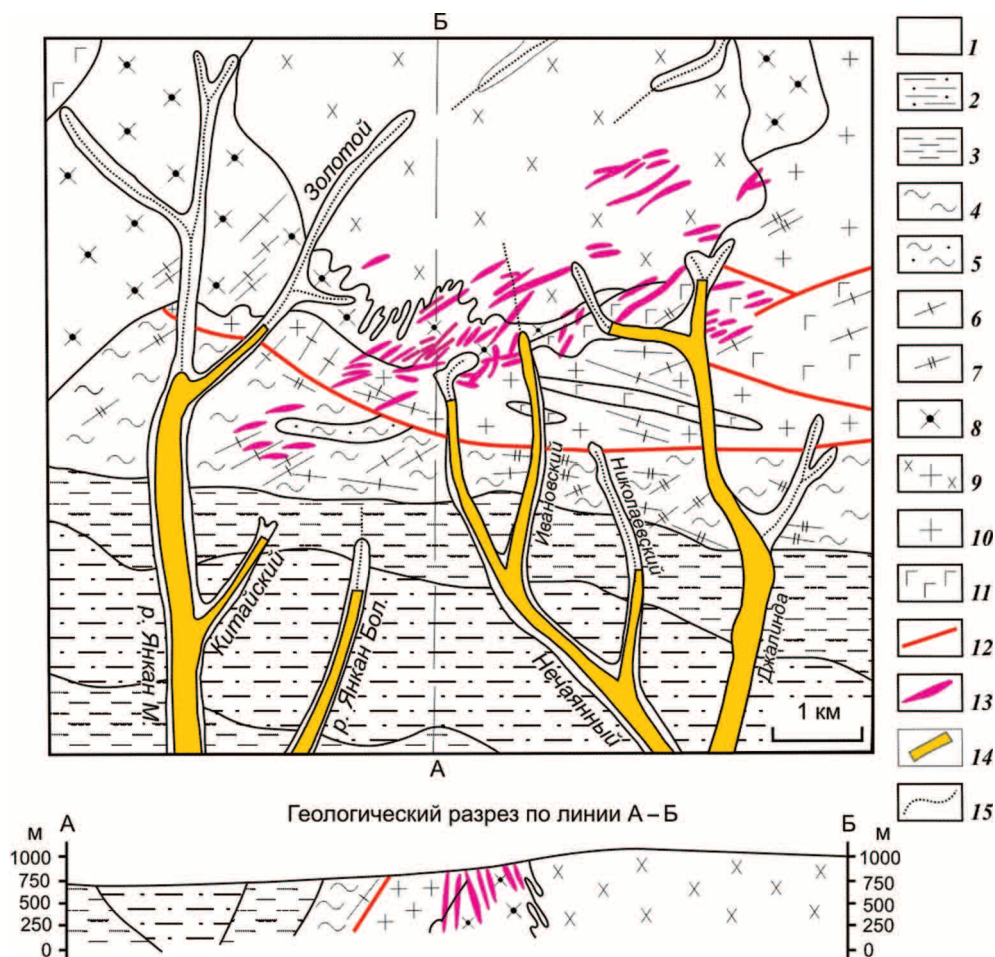 Б
1
2
3
4
5
6
7
8
9
10
11
12
13
14
15
Золотой
Ивановский
Николаевский
Китайский
р. Янкан М.
р. Янкан Бол.
Нечаянный
Джалинда
1 км
А
Геологический разрез по линии А – Б
м А
Б м
1000
750
500
250
0
1000
750
500
250
0